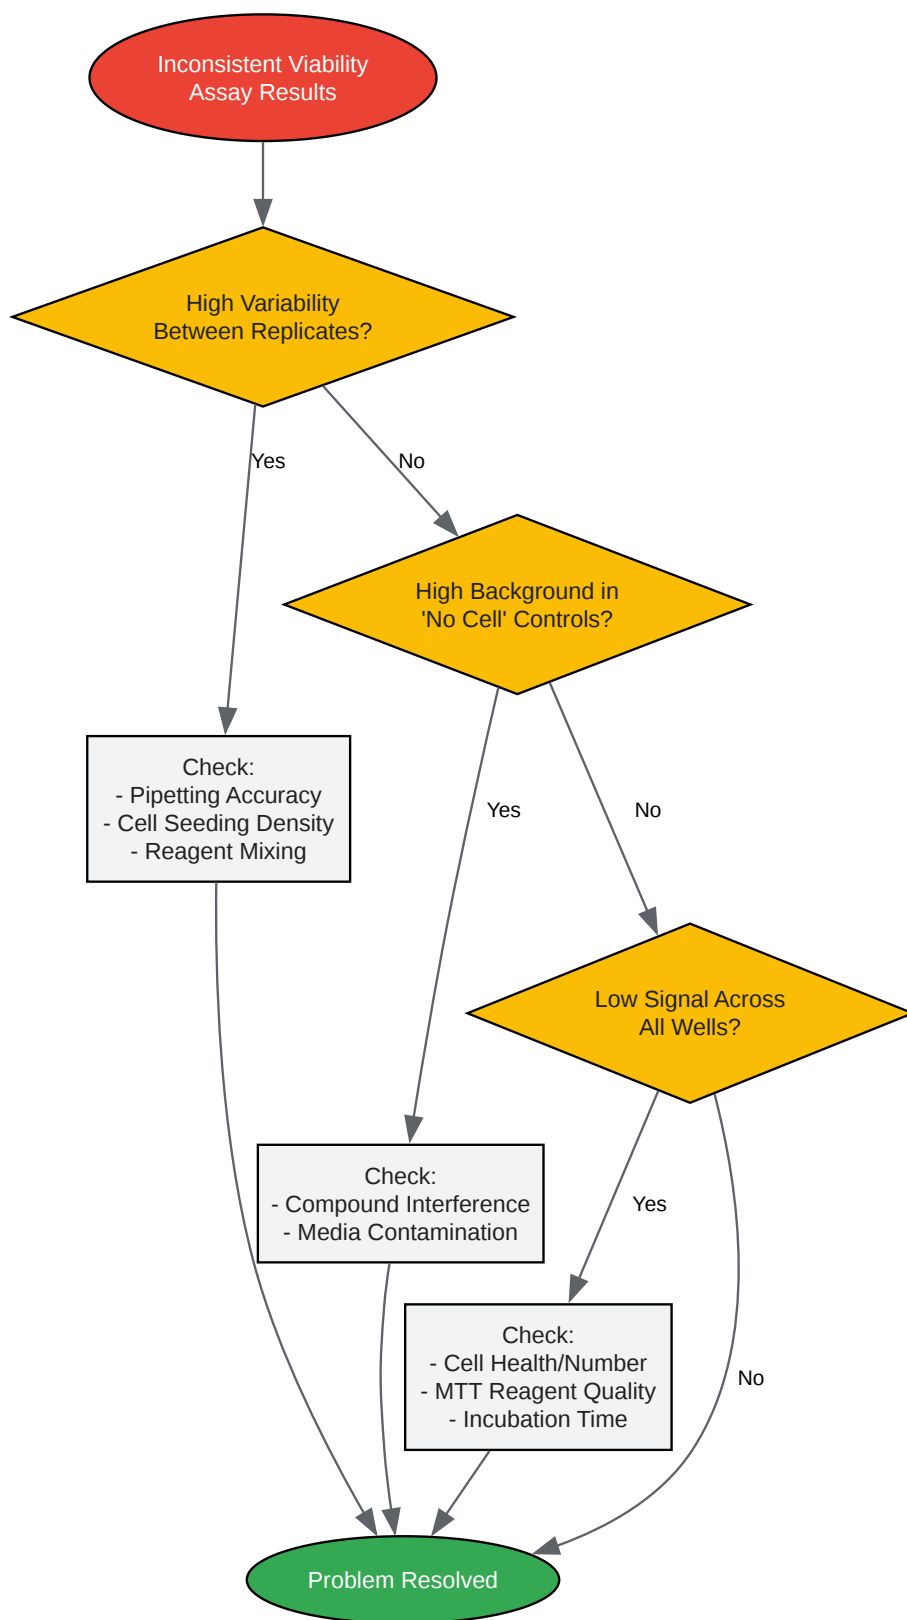 Inconsistent Viability
Assay Results
High Variability
Between Replicates?
Yes
No
High Background in
'No Cell' Controls?
Check:
- Pipetting Accuracy
- Cell Seeding Density
- Reagent Mixing
Yes
No
Low Signal Across
All Wells?
Check:
- Compound Interference
- Media Contamination
Yes
Check:
- Cell Health/Number
- MTT Reagent Quality
- Incubation Time
No
Problem Resolved